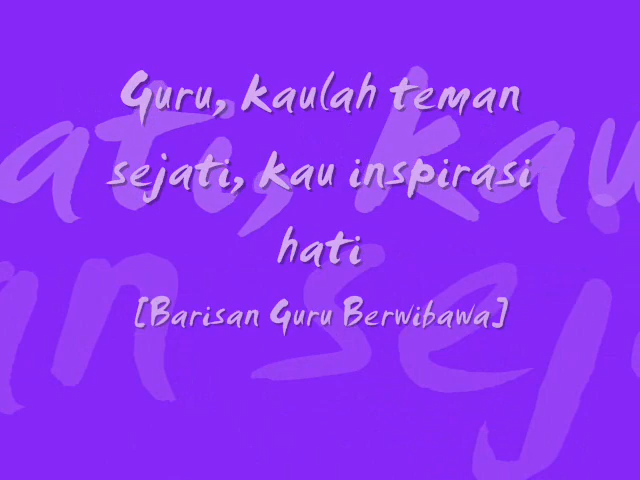 Guru, kaulah teman
sejati, kau inspirasi
hati
[Barisan Guru Berwibawa]